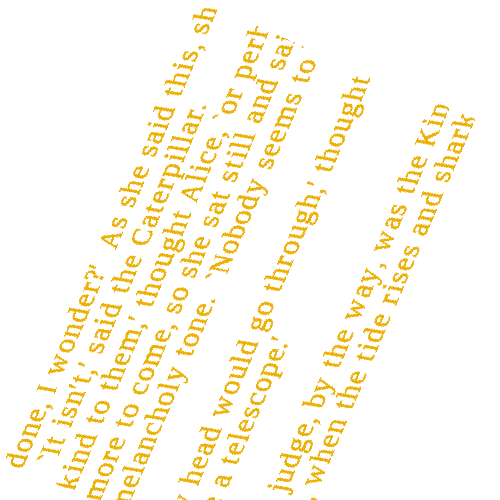 done, I wonder?' As she said this, sh
`It isn't,' said the Caterpillar.
kind to them,' thought Alice, `or perh
more to come, so she sat still and sai
melancholy tone. `Nobody seems to
head would go through,' thought
a telescope.'
judge, by the way, was the Kin
when the tide rises and shark